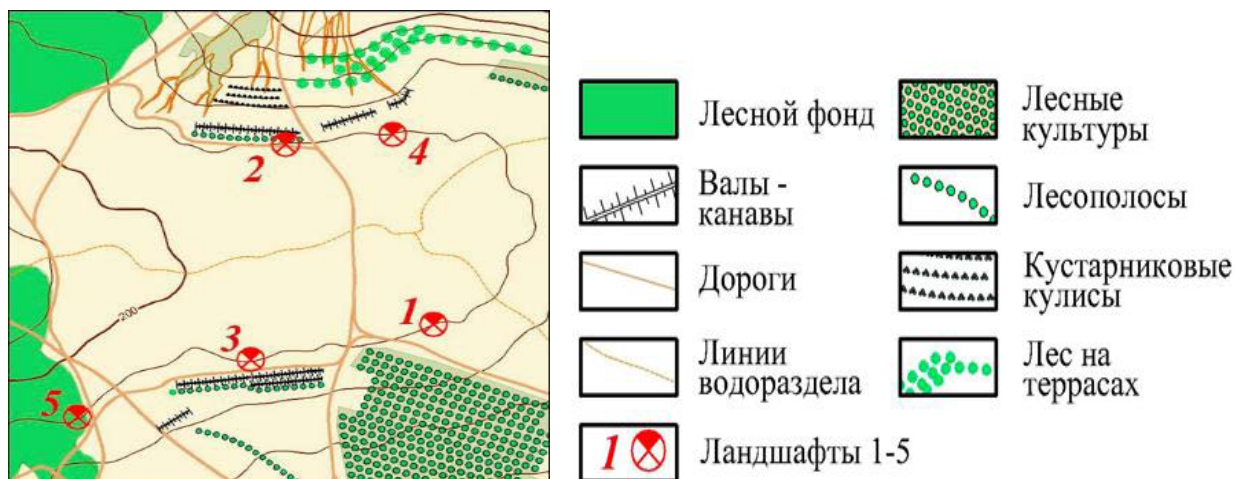 2
4
200
1
3
5
Лесной фонд
Валы -
канавы
Дороги
Линии
водораздела
1
Ландшафты 1-5
Лесные
культуры
Лесополосы
Кустарниковые
кулисы
Лес на
террасах